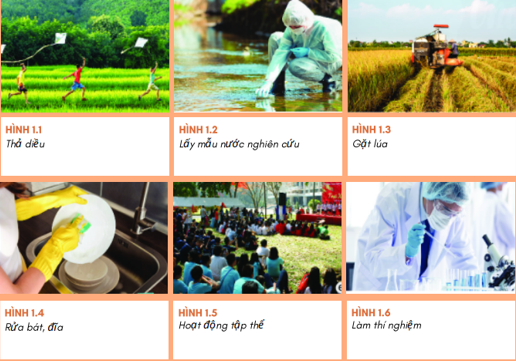 HÌNH 1.1
Thả diều
HÌNH 1.2
Lấy mẫu nước nghiên cứu
HÌNH 1.3
Gặt lúa
HÌNH 1.4
Rửa bát, đĩa
HÌNH 1.5
Hoạt động tập thể
HÌNH 1.6
Làm thí nghiệm